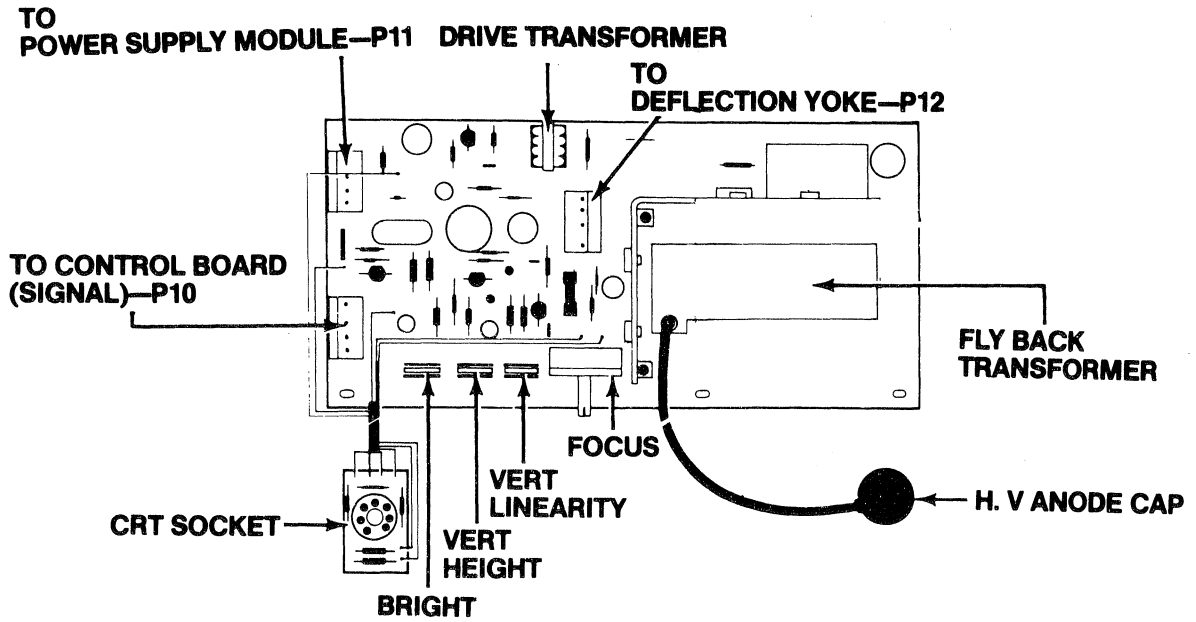 TO
POWER SUPPLY MODULE—P11
DRIVE TRANSFORMER
TO
DEFLECTION YOKE—P12
TO CONTROL BOARD
(SIGNAL)—P10
FLY BACK
TRANSFORMER
FOCUS
VERT
LINEARITY
H. V ANODE CAP
CRT SOCKET
VERT
HEIGHT
BRIGHT